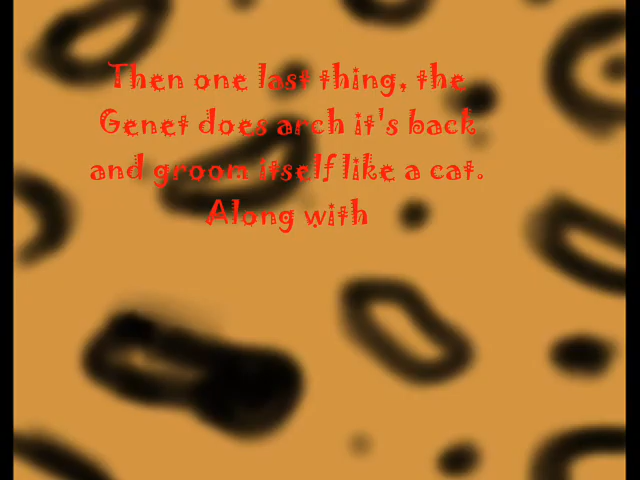 Then one last thing, the
Genet does arch it's back
and groom itself like a cat.
Along with